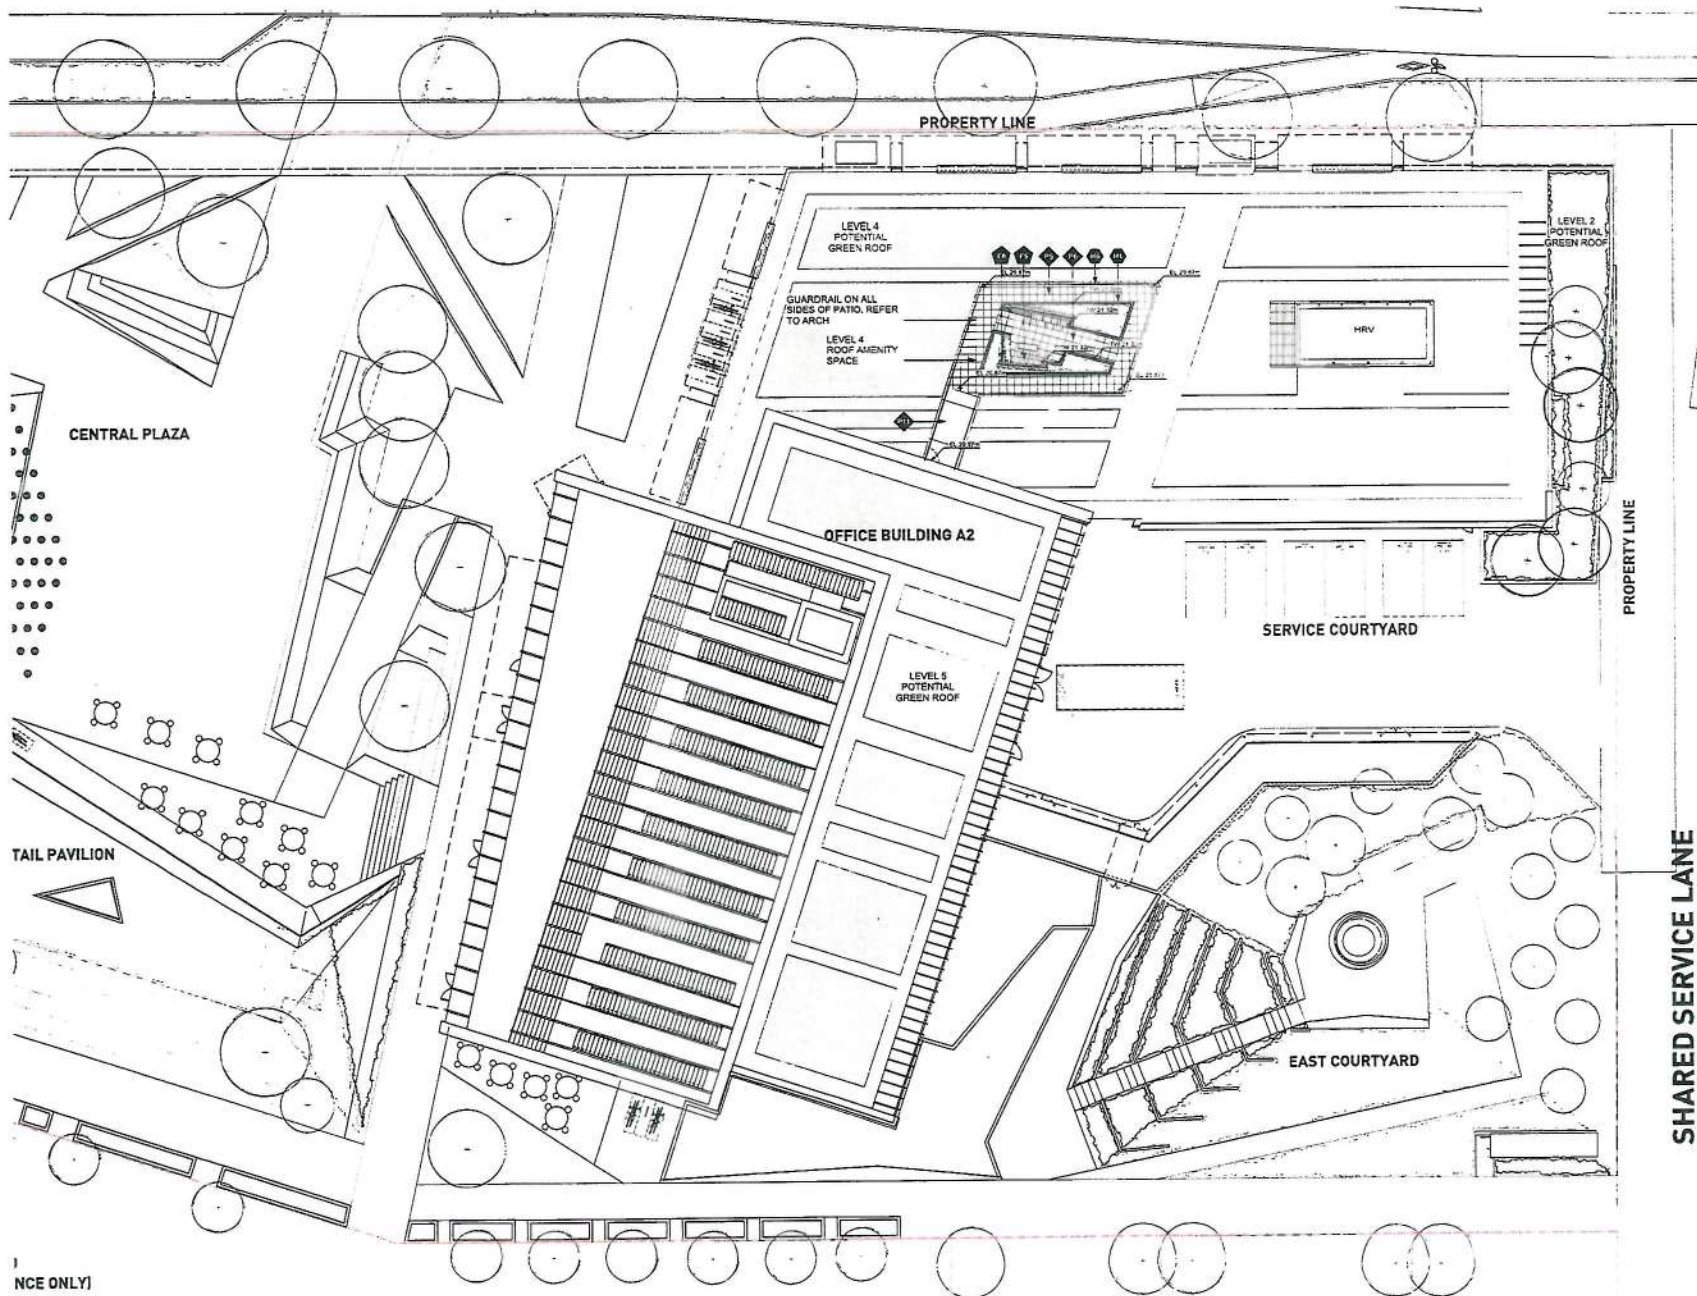 PROPERTY LINE
LEVEL 4
POTENTIAL
GREEN ROOF
LEVEL 2
POTENTIAL
GREEN ROOF
GUARDRAIL ON ALL
SIDES OF PATIO. REFER
TO ARCH
LEVEL 4
ROOF AMENITY
SPACE
HRV
CENTRAL PLAZA
OFFICE BUILDING A2
PROPERTY LINE
SERVICE COURTYARD
LEVEL 5
POTENTIAL
GREEN ROOF
TAIL PAVILION
SHARED SERVICE LANE
EAST COURTYARD
NCE ONLY)